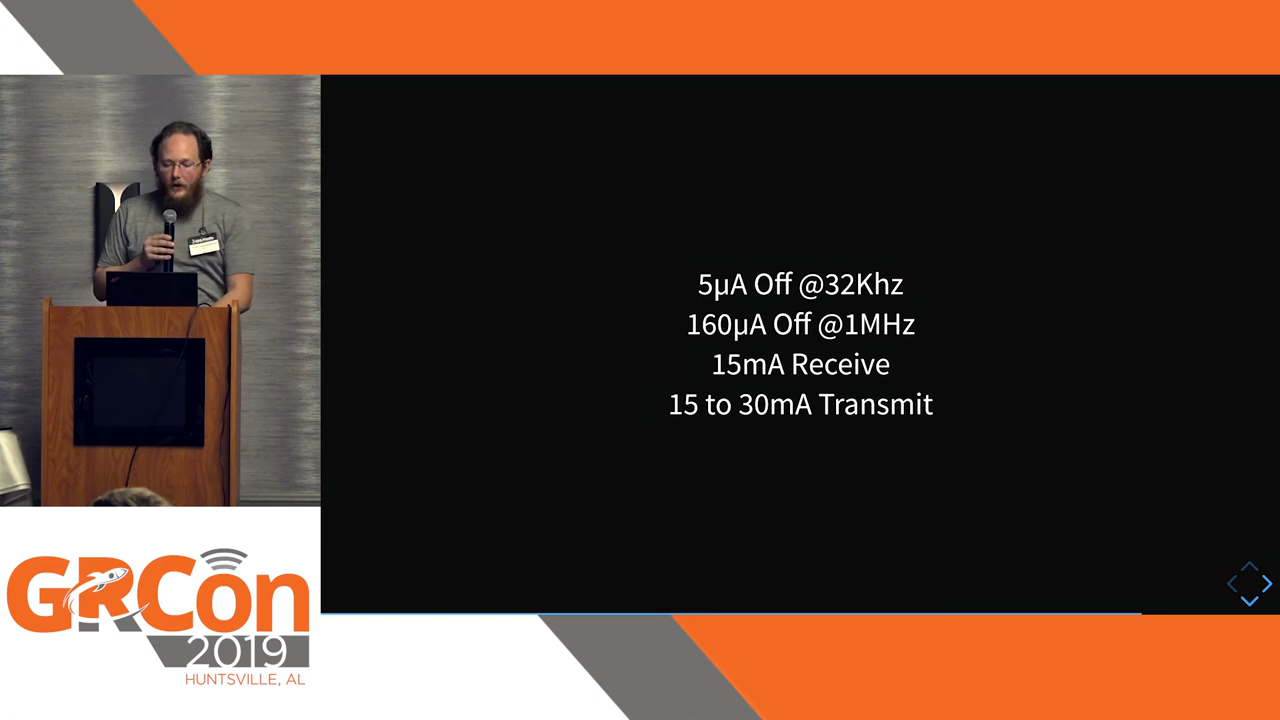 5μA Off @32Khz
160μA Off @1MHz
15mA Receive
15 to 30mA Transmit
GRCon
2019
HUNTSVILLE, AL